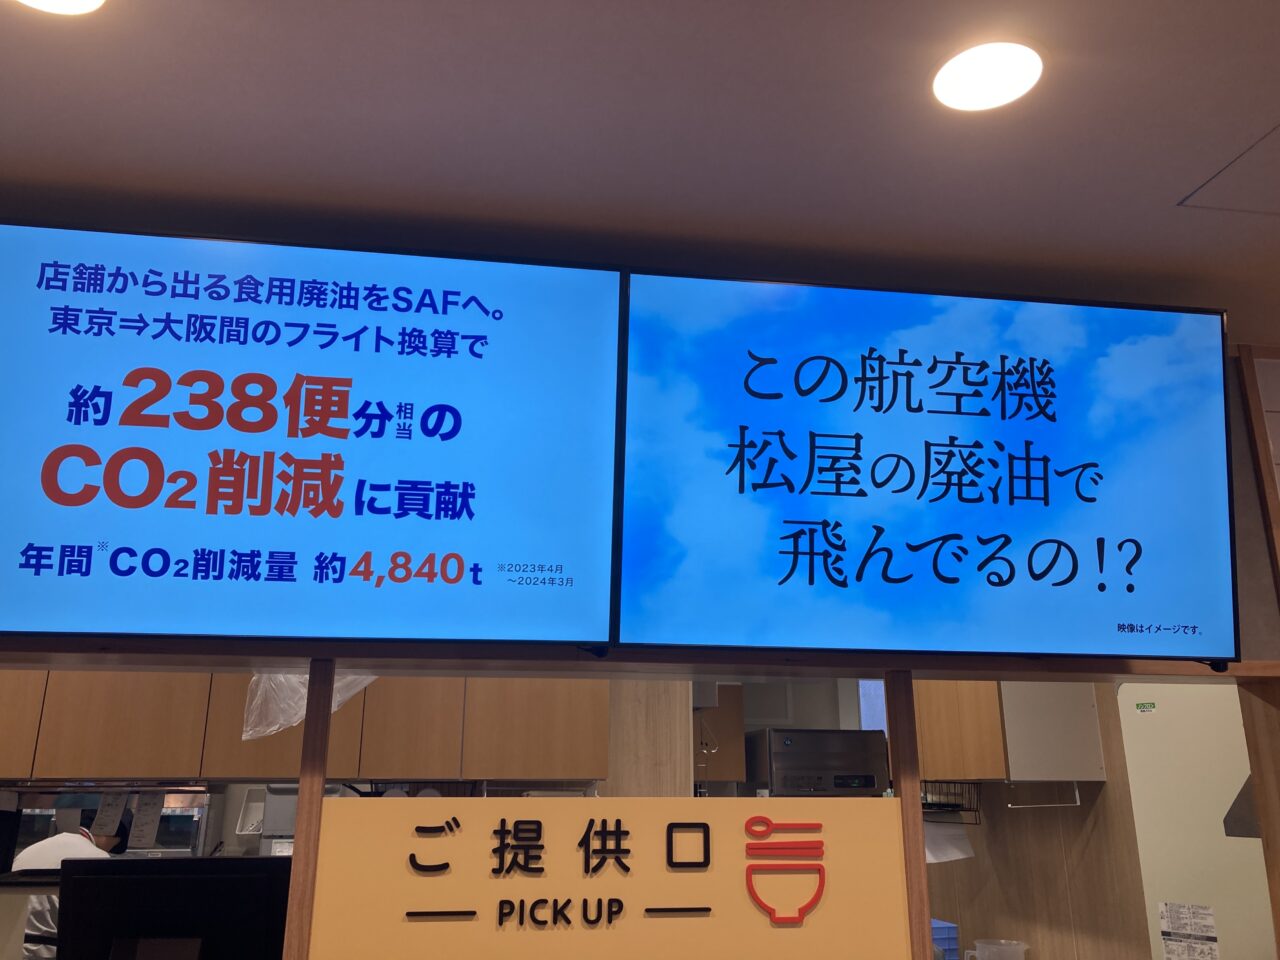 店舗から出る食用廃油をSAFへ。
東京⇒大阪間のフライト換算で
約238便分相当の
CO2削減に貢献
年間※CO2削減量 約4,840t
※2023年4月
～2024年3月
この航空機
松屋の廃油で
飛んでるの!?
映像はイメージです。
ご提供口
PICK UP